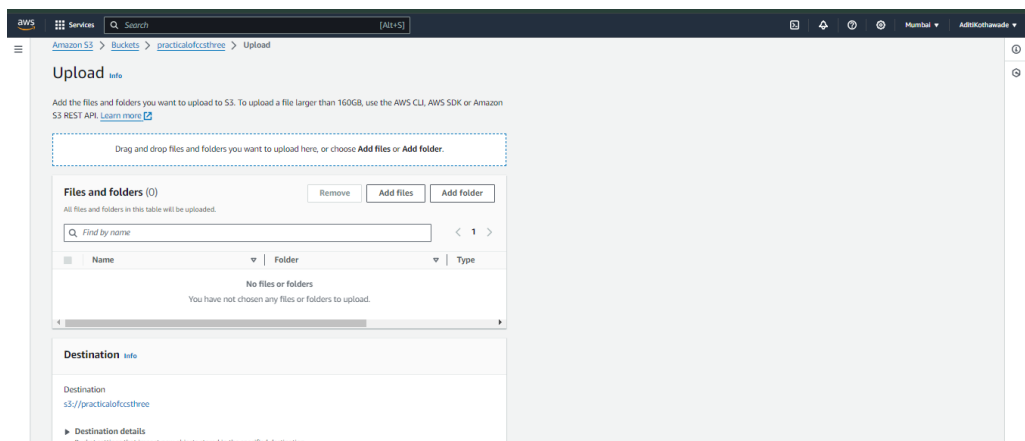 aws
Services
Search
[Alt+S]
Mumbai
AditiKothawade
Amazon S3 > Buckets > practicalofccsthree > Upload
Upload Info
Add the files and folders you want to upload to S3. To upload a file larger than 160GB, use the AWS CLI, AWS SDK or Amazon
S3 REST API. Learn more
Drag and drop files and folders you want to upload here, or choose Add files or Add folder.
Files and folders (0)
Remove
Add files
Add folder
All files and folders in this table will be uploaded.
Find by name
1
Name
Folder
Type
No files or folders
You have not chosen any files or folders to upload.
Destination Info
Destination
s3://practicalofccsthree
Destination details